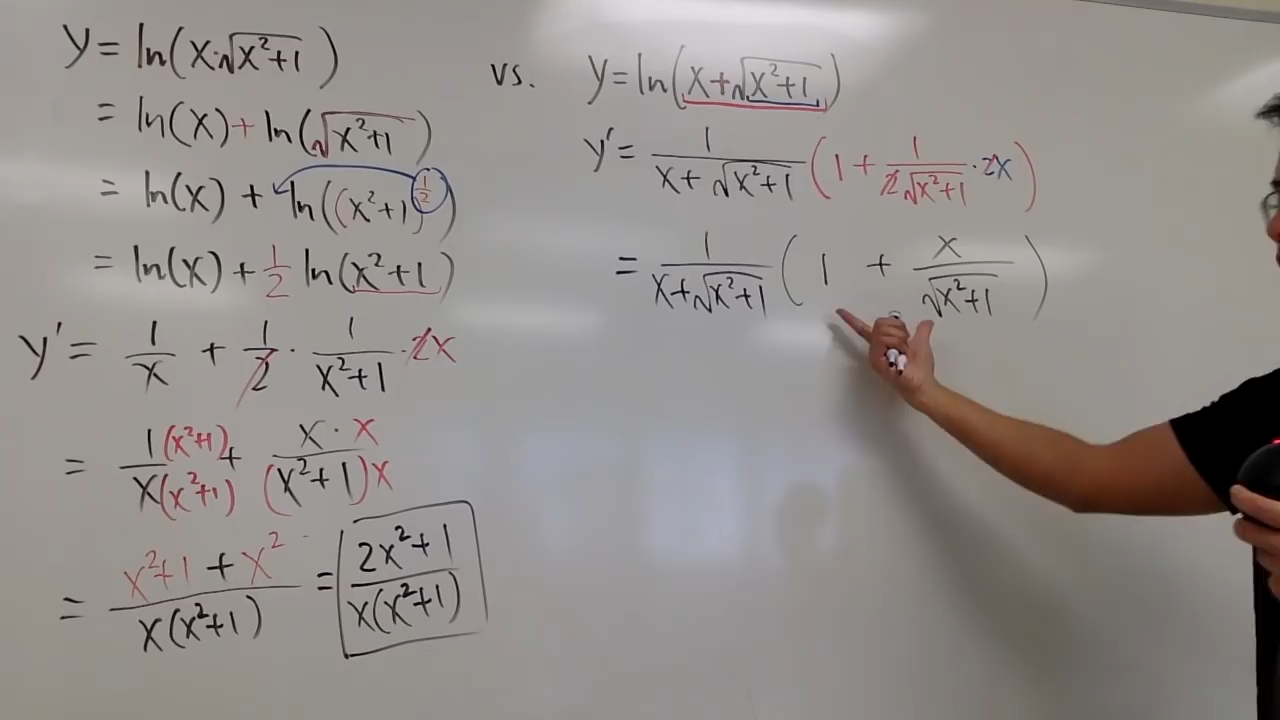 y = ln(x·√(x²+1))
= ln(x) + ln(√(x²+1))
= ln(x) + ln((x²+1)^(1/2))
= ln(x) + 1/2 ln(x²+1)
y' = 1/x + 1/2 · 1/(x²+1) · 2x
= 1(x²+1)/x(x²+1) + x·x/(x²+1)x
= (x²+1+x²)/x(x²+1) = (2x²+1)/x(x²+1)
vs.
y = ln(x+√(x²+1))
y' = 1/(x+√(x²+1)) (1 + 1/(2√(x²+1)) · 2x)
= 1/(x+√(x²+1)) (1 + x/√(x²+1))